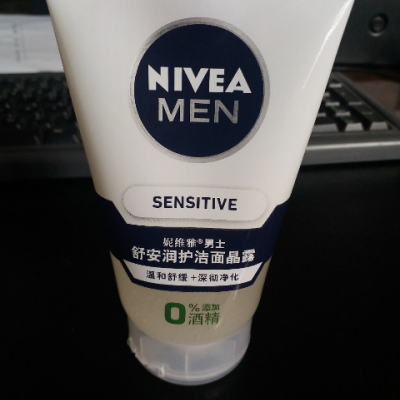 NIVEA
MEN
SENSITIVE
妮维雅®男士
舒安润护洁面晶露
温和舒缓+深彻净化
0%添加
酒精